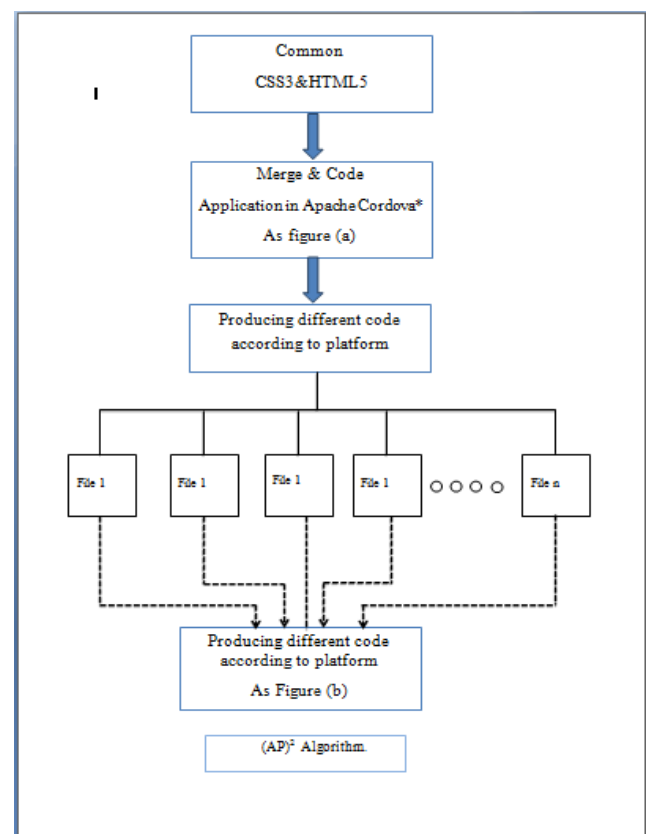 Common
CSS3&HTML5
Merge & Code
Application in Apache Cordova*
As figure (a)
Producing different code
according to platform
File 1
File 1
File 1
File 1
File n
Producing different code
according to platform
As Figure (b)
(AP)² Algorithm.